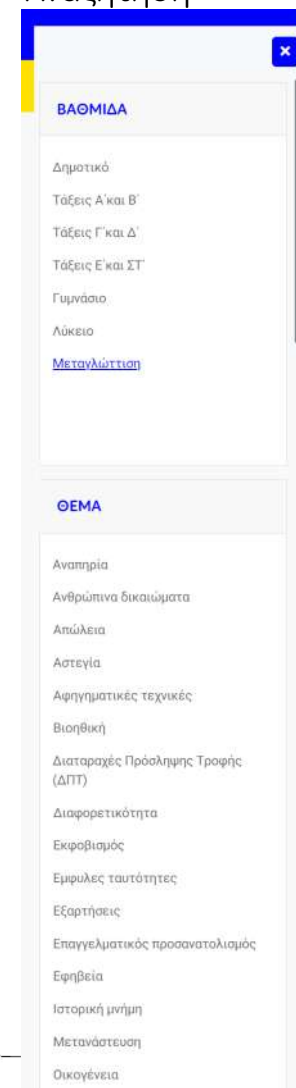 Αναζήτηση
×
ΒΑΘΜΙΔΑ
Δημοτικό
Τάξεις Α΄και Β΄
Τάξεις Γ΄και Δ΄
Τάξεις Ε΄και ΣΤ΄
Γυμνάσιο
Λύκειο
Μεταγλώττιση
ΘΕΜΑ
Αναπηρία
Ανθρώπινα δικαιώματα
Απώλεια
Αστεγία
Αφηγηματικές τεχνικές
Βιοηθική
Διαταραχές Πρόσληψης Τροφής
(ΔΠΤ)
Διαφορετικότητα
Εκφοβισμός
Εμφυλες ταυτότητες
Εξαρτήσεις
Επαγγελματικός προσανατολισμός
Εφηβεία
Ιστορική μνήμη
Μετανάστευση
Οικογένεια